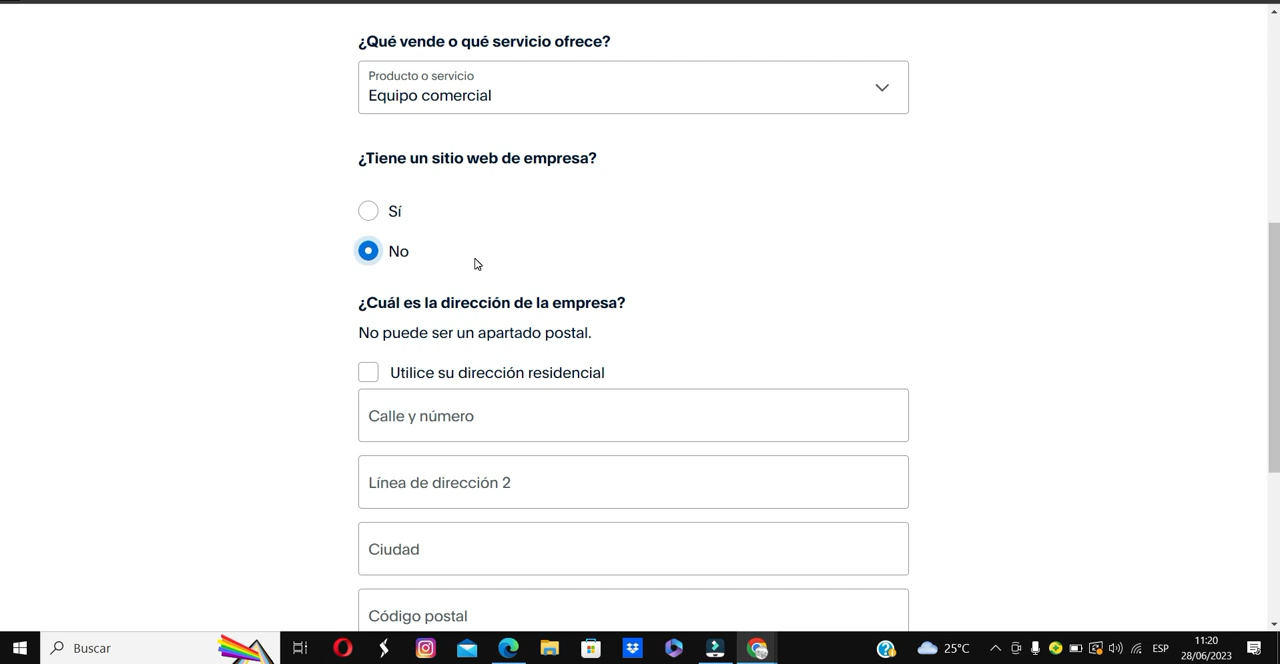 ¿Qué vende o qué servicio ofrece?
Producto o servicio
Equipo comercial
¿Tiene un sitio web de empresa?
Sí
No
¿Cuál es la dirección de la empresa?
No puede ser un apartado postal.
Utilice su dirección residencial
Calle y número
Línea de dirección 2
Ciudad
Código postal
Buscar
25°C
ESP
11:20
28/06/2023